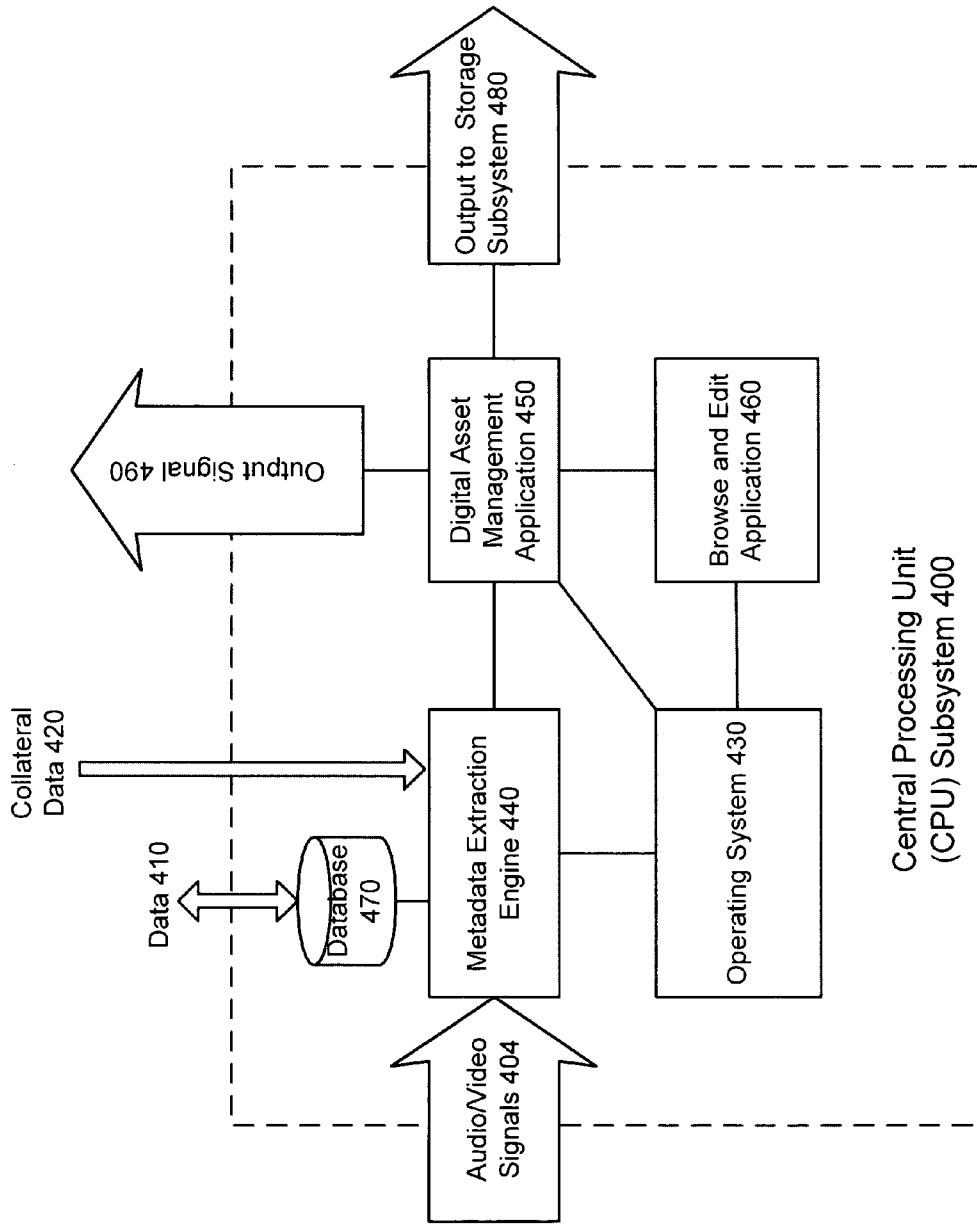 Collateral
Data 420
Data 410
Database
470
Output Signal 490
Audio/Video
Signals 404
Metadata Extraction
Engine 440
Digital Asset
Management
Application 450
Output to Storage
Subsystem 480
Operating System 430
Browse and Edit
Application 460
Central Processing Unit
(CPU) Subsystem 400